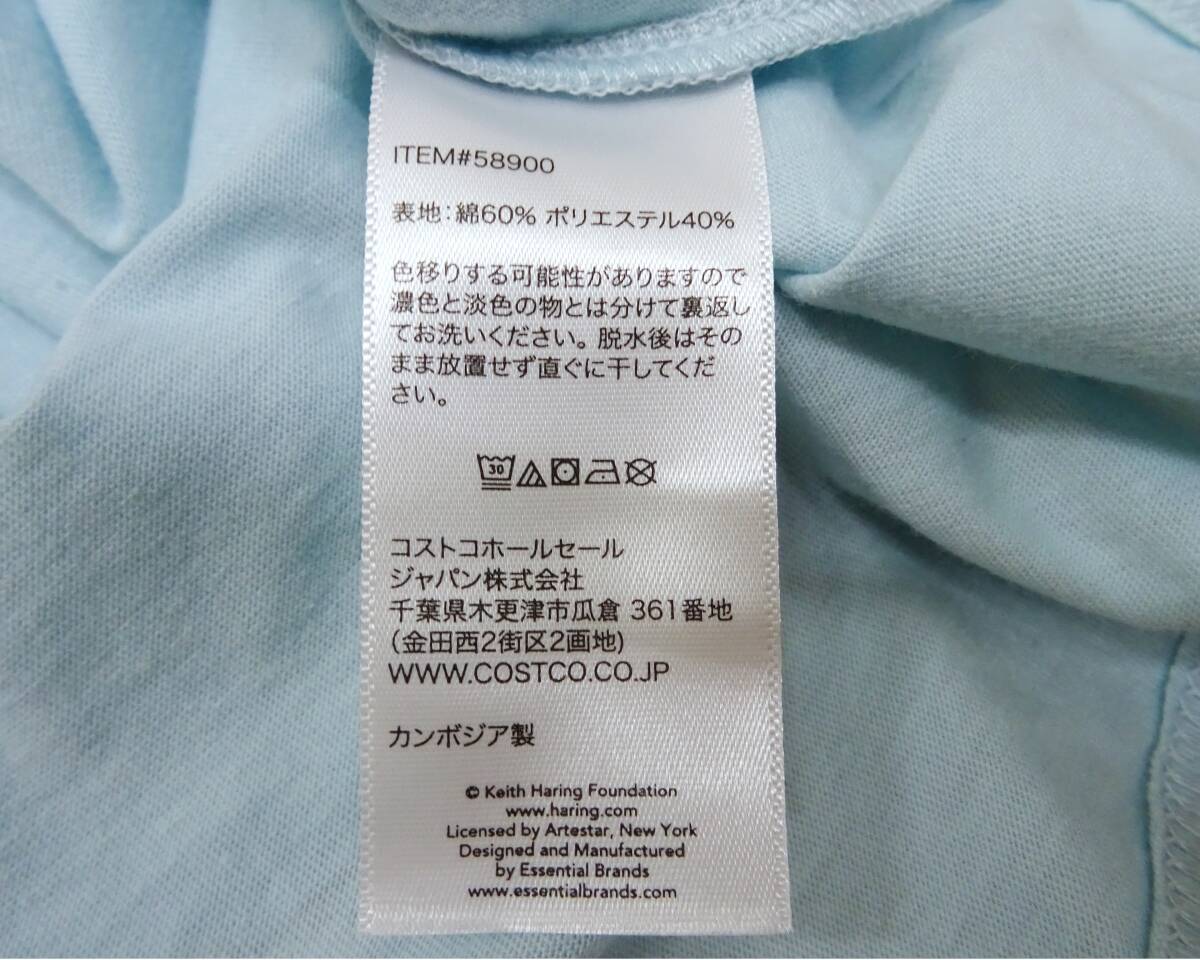 ITEM#58900
表地：綿60% ポリエステル40%
色移りする可能性がありますので
濃色と淡色の物とは分けて裏返し
てお洗いください。脱水後はその
まま放置せず直ぐに干してくだ
さい。
30
コストコホールセール
ジャパン株式会社
千葉県木更津市瓜倉 361番地
(金田西2街区2画地)
WWW.COSTCO.CO.JP
カンボジア製
© Keith Haring Foundation
www.haring.com
Licensed by Artestar, New York
Designed and Manufactured
by Essential Brands
www.essentialbrands.com